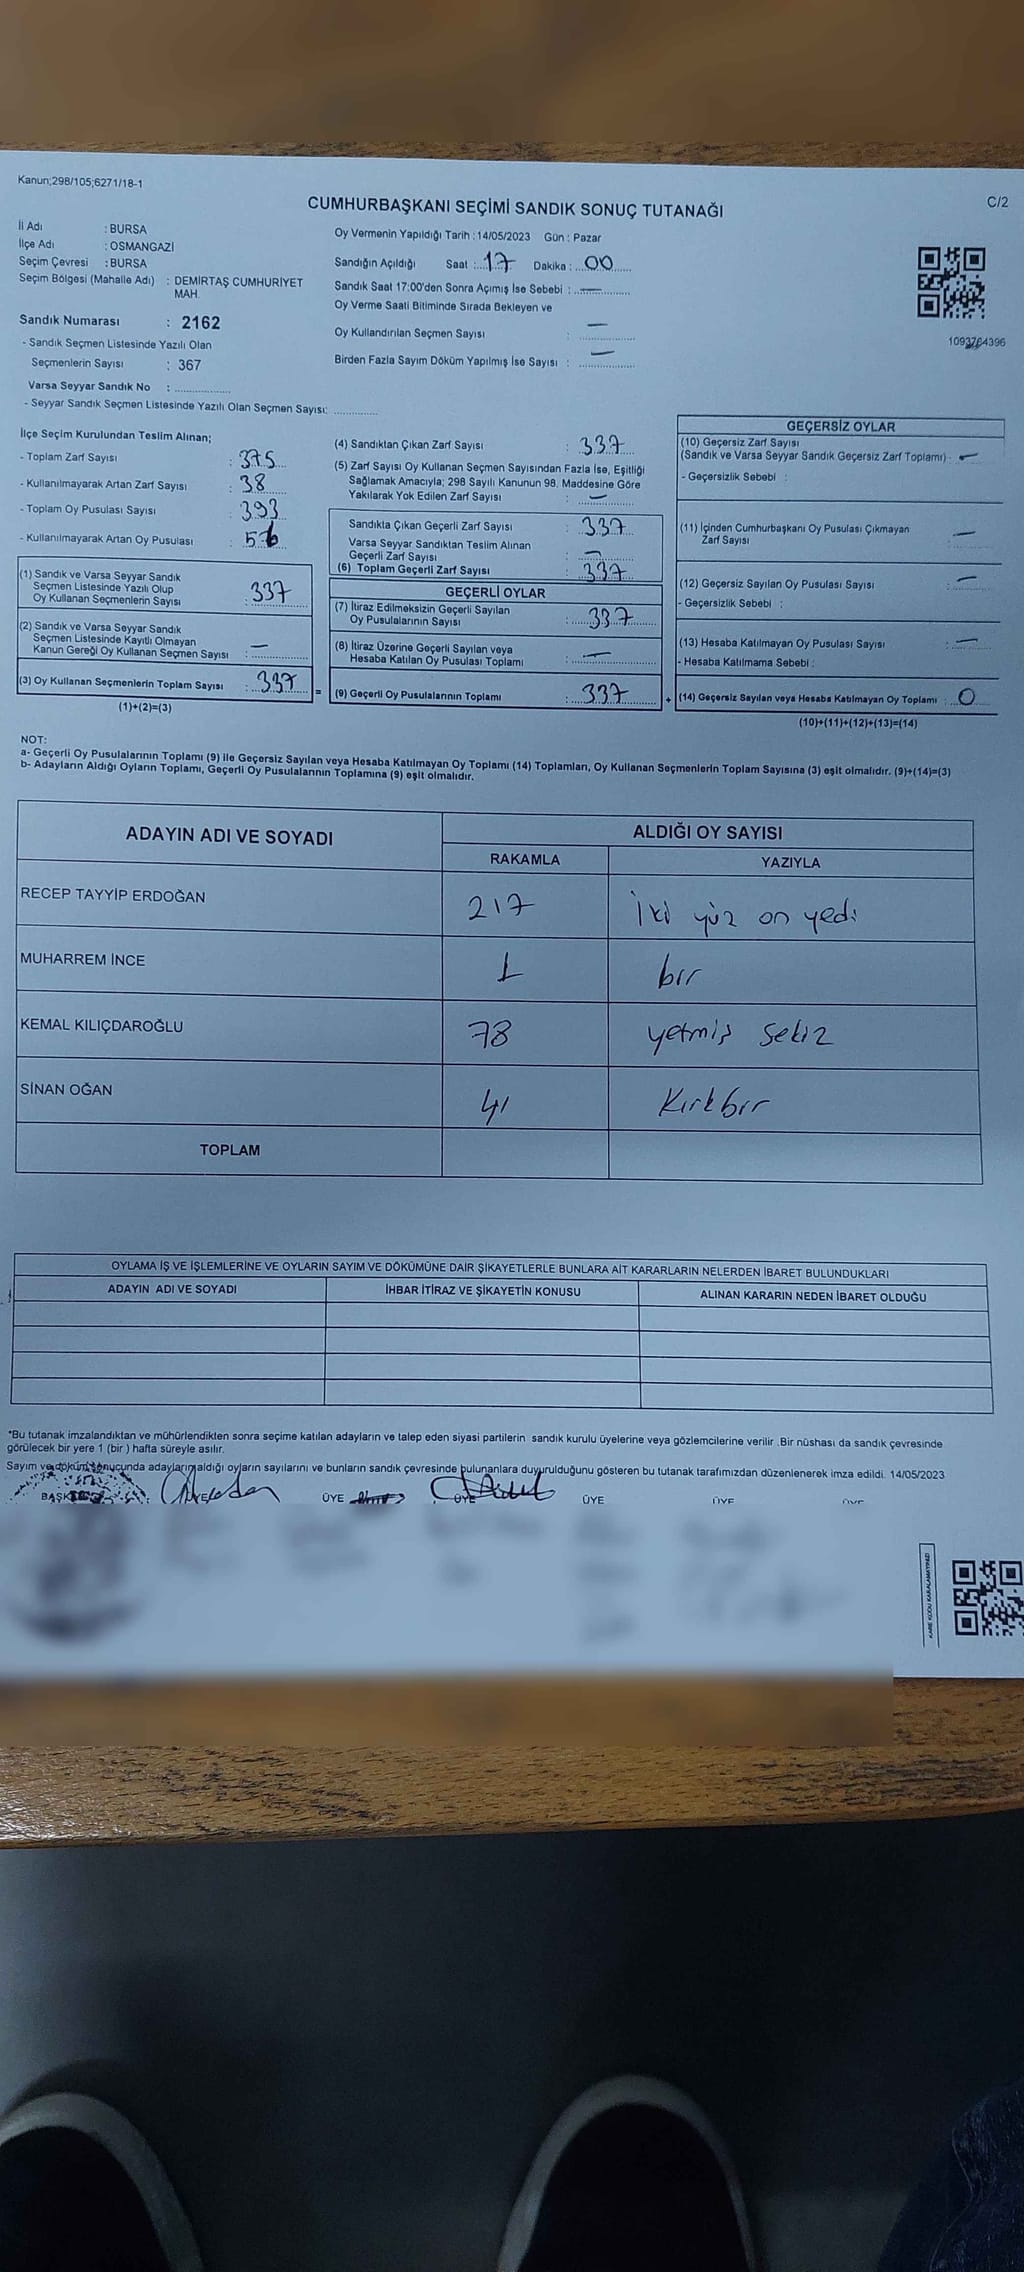 Kanun;298/105;6271/18-1
CUMHURBAŞKANI SEÇİMİ SANDIK SONUÇ TUTANAĞI
C/2
İl Adı : BURSA
İlçe Adı : OSMANGAZİ
Seçim Çevresi : BURSA
Seçim Bölgesi (Mahalle Adı) : DEMİRTAŞ CUMHURİYET
MAH.
Sandık Numarası : 2162
- Sandık Seçmen Listesinde Yazılı Olan
Seçmenlerin Sayısı : 367
Varsa Seyyar Sandık No :
- Seyyar Sandık Seçmen Listesinde Yazılı Olan Seçmen Sayısı:
Oy Vermenin Yapıldığı Tarih : 14/05/2023 Gün : Pazar
Sandığın Açıldığı Saat : 17 Dakika : 00
Sandık Saat 17:00'den Sonra Açımış İse Sebebi : —
Oy Verme Saati Bitiminde Sırada Bekleyen ve
Oy Kullandırılan Seçmen Sayısı : —
Birden Fazla Sayım Döküm Yapılmış İse Sayısı : —
İlçe Seçim Kurulundan Teslim Alınan;
- Toplam Zarf Sayısı : 375
- Kullanılmayarak Artan Zarf Sayısı : 38
- Toplam Oy Pusulası Sayısı : 393
- Kullanılmayarak Artan Oy Pusulası : 56
(1) Sandık ve Varsa Seyyar Sandık
Seçmen Listesinde Yazılı Olup
Oy Kullanan Seçmenlerin Sayısı : 337
(2) Sandık ve Varsa Seyyar Sandık
Seçmen Listesinde Kayıtlı Olmayan
Kanun Gereği Oy Kullanan Seçmen Sayısı : —
(3) Oy Kullanan Seçmenlerin Toplam Sayısı : 337
(1)+(2)=(3)
=
(4) Sandıktan Çıkan Zarf Sayısı : 337
(5) Zarf Sayısı Oy Kullanan Seçmen Sayısından Fazla İse, Eşitliği
Sağlamak Amacıyla; 298 Sayılı Kanunun 98. Maddesine Göre
Yakılarak Yok Edilen Zarf Sayısı : —
Sandıkta Çıkan Geçerli Zarf Sayısı : 337
Varsa Seyyar Sandıktan Teslim Alınan
Geçerli Zarf Sayısı : —
(6) Toplam Geçerli Zarf Sayısı : 337
GEÇERLİ OYLAR
(7) İtiraz Edilmeksizin Geçerli Sayılan
Oy Pusulalarının Sayısı : 337
(8) İtiraz Üzerine Geçerli Sayılan veya
Hesaba Katılan Oy Pusulası Toplamı : —
(9) Geçerli Oy Pusulalarının Toplamı : 337
+
GEÇERSİZ OYLAR
(10) Geçersiz Zarf Sayısı
(Sandık ve Varsa Seyyar Sandık Geçersiz Zarf Toplamı) : —
- Geçersizlik Sebebi :
(11) İçinden Cumhurbaşkanı Oy Pusulası Çıkmayan
Zarf Sayısı : —
(12) Geçersiz Sayılan Oy Pusulası Sayısı : —
- Geçersizlik Sebebi :
(13) Hesaba Katılmayan Oy Pusulası Sayısı : —
- Hesaba Katılmama Sebebi :
(14) Geçersiz Sayılan veya Hesaba Katılmayan Oy Toplamı : 0
(10)+(11)+(12)+(13)=(14)
NOT:
a- Geçerli Oy Pusulalarının Toplamı (9) ile Geçersiz Sayılan veya Hesaba Katılmayan Oy Toplamı (14) Toplamları, Oy Kullanan Seçmenlerin Toplam Sayısına (3) eşit olmalıdır. (9)+(14)=(3)
b- Adayların Aldığı Oyların Toplamı, Geçerli Oy Pusulalarının Toplamına (9) eşit olmalıdır.
ADAYIN ADI VE SOYADI ALDIĞI OY SAYISI
RAKAMLA YAZIYLA
RECEP TAYYİP ERDOĞAN 217 İki yüz on yedi
MUHARREM İNCE 1 bir
KEMAL KILIÇDAROĞLU 78 yetmiş sekiz
SİNAN OĞAN 41 Kırkbir
TOPLAM
OYLAMA İŞ VE İŞLEMLERİNE VE OYLARIN SAYIM VE DÖKÜMÜNE DAİR ŞİKAYETLERLE BUNLARA AİT KARARLARIN NELERDEN İBARET BULUNDUKLARI
ADAYIN ADI VE SOYADI İHBAR İTİRAZ VE ŞİKAYETİN KONUSU ALINAN KARARIN NEDEN İBARET OLDUĞU
*Bu tutanak imzalandıktan ve mühürlendikten sonra seçime katılan adayların ve talep eden siyasi partilerin sandık kurulu üyelerine veya gözlemcilerine verilir .Bir nüshası da sandık çevresinde
görülecek bir yere 1 (bir ) hafta süreyle asılır.
Sayım ve döküm sonucunda adayların aldığı oyların sayılarını ve bunların sandık çevresinde bulunanlara duyurulduğunu gösteren bu tutanak tarafımızdan düzenlenerek imza edildi. 14/05/2023
ÜYE ÜYE ÜYE ÜYE ÜYE
KARE KODU KARALAMAYINIZ!